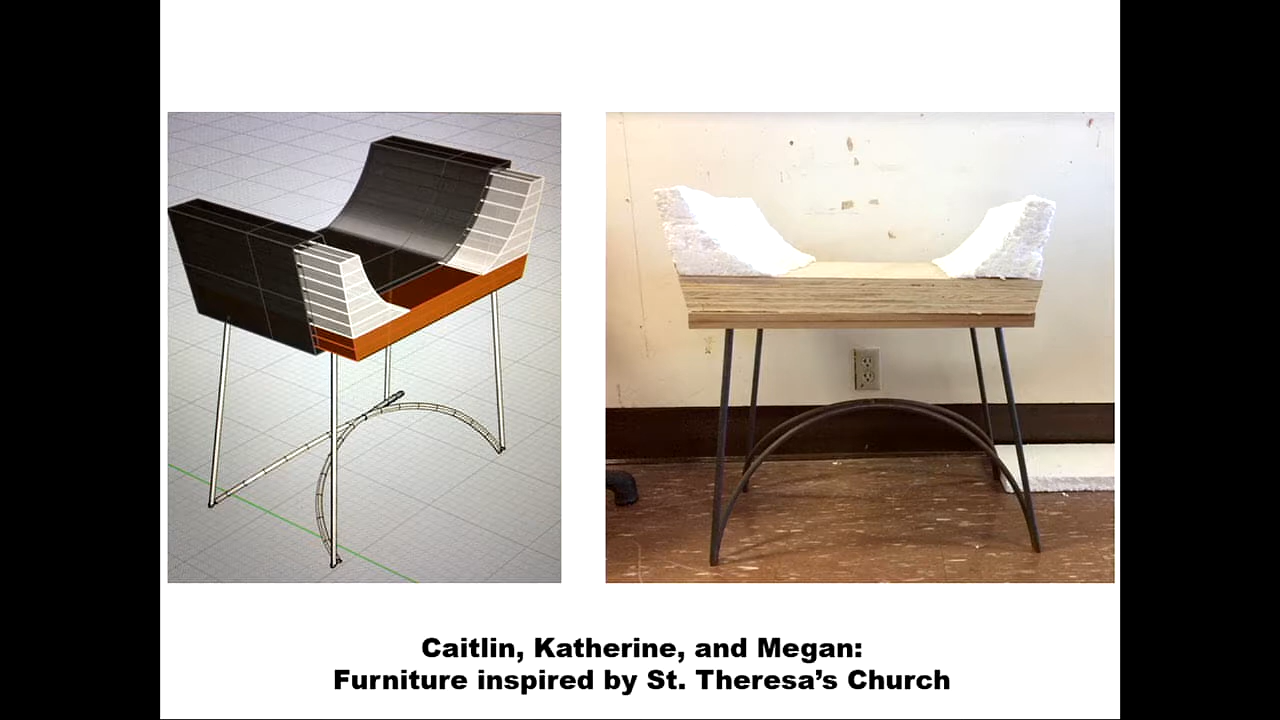 Caitlin, Katherine, and Megan:
Furniture inspired by St. Theresa’s Church